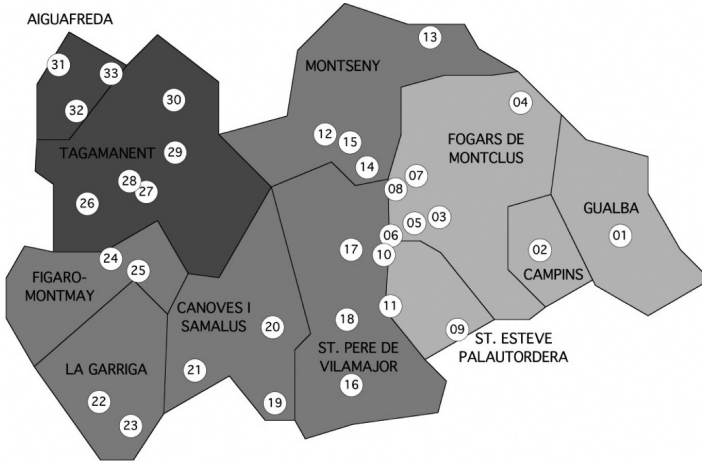 AIGUAFREDA
13
31
33
MONTSENY
32
30
04
12
15
FOGARS DE
MONTCLUS
TAGAMANENT
29
14
28
27
07
08
26
GUALBA
03
05
01
06
17
02
10
24
25
CAMPINS
FIGARO-
MONTMAY
11
CANOVES I
SAMALUS
18
20
09
ST. ESTEVE
PALAUTORDERA
ST. PERE DE
VILAMAJOR
LA GARRIGA
21
16
22
19
23